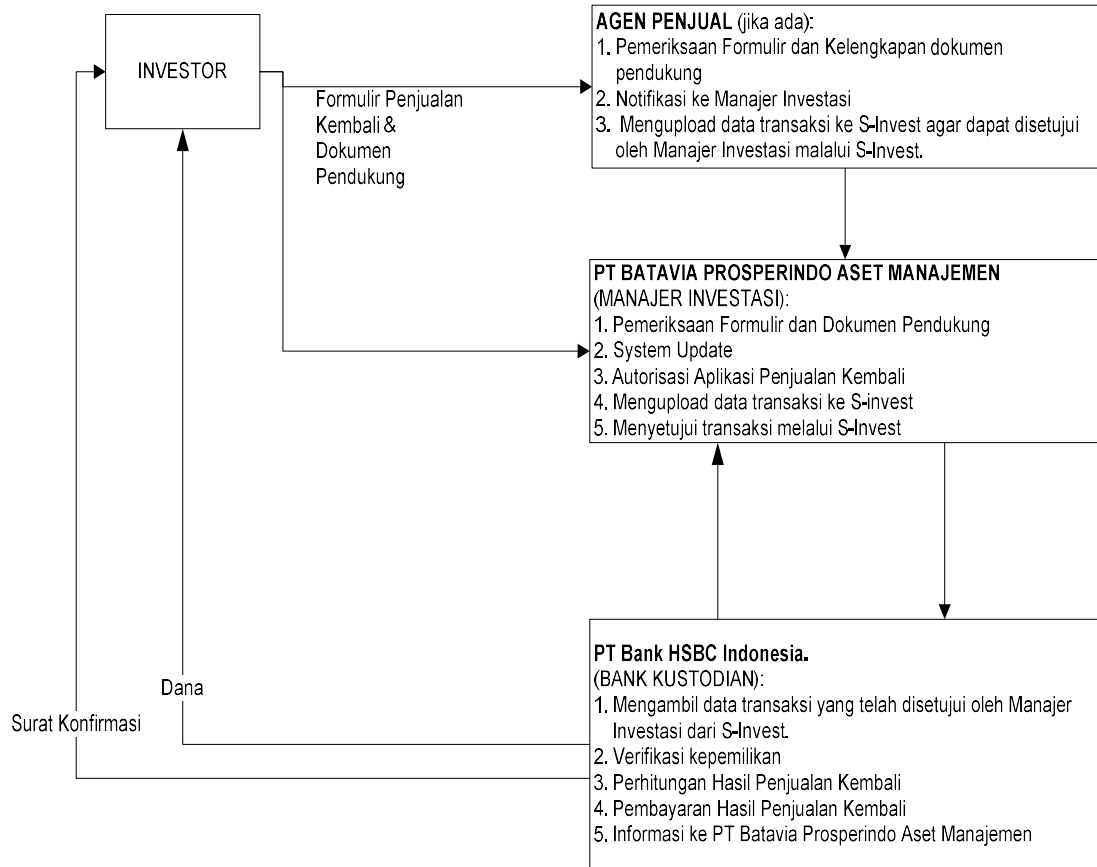 INVESTOR
Formulir Penjualan
Kembali &
Dokumen
Pendukung
AGEN PENJUAL (jika ada):
1. Pemeriksaan Formulir dan Kelengkapan dokumen
pendukung
2. Notifikasi ke Manajer Investasi
3. Mengupload data transaksi ke S-Invest agar dapat disetujui
oleh Manajer Investasi malalui S-Invest.
PT BATAVIA PROSPERINDO ASET MANAJEMEN
(MANAJER INVESTASI):
1. Pemeriksaan Formulir dan Dokumen Pendukung
2. System Update
3. Autorisasi Aplikasi Penjualan Kembali
4. Mengupload data transaksi ke S-invest
5. Menyetujui transaksi melalui S-Invest
PT Bank HSBC Indonesia.
(BANK KUSTODIAN):
1. Mengambil data transaksi yang telah disetujui oleh Manajer
Investasi dari S-Invest.
2. Verifikasi kepemilikan
3. Perhitungan Hasil Penjualan Kembali
4. Pembayaran Hasil Penjualan Kembali
5. Informasi ke PT Batavia Prosperindo Aset Manajemen
Dana
Surat Konfirmasi